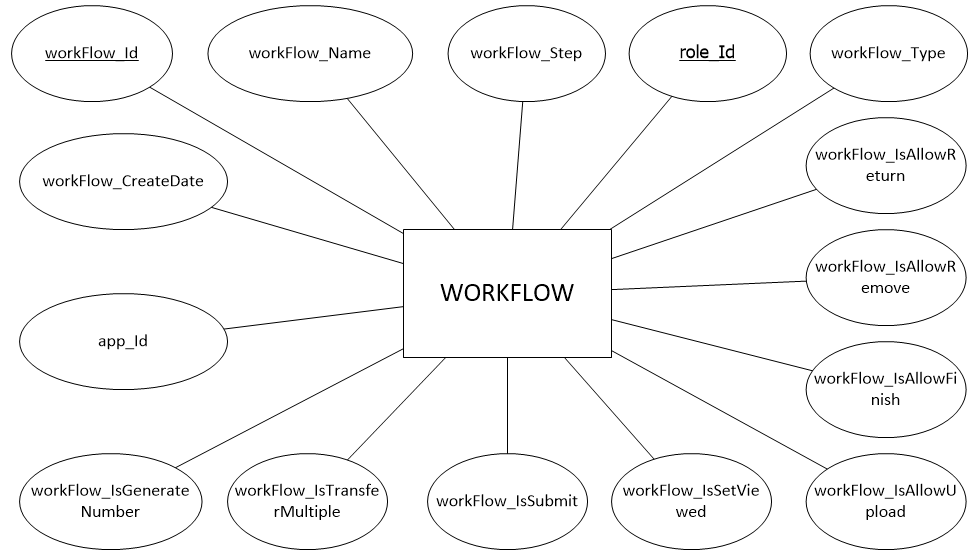 workFlow_Id
workFlow_Name
workFlow_Step
role_Id
workFlow_Type
workFlow_CreateDate
workFlow_IsAllowR
eturn
WORKFLOW
workFlow_IsAllowR
emove
app_Id
workFlow_IsAllowFi
nish
workFlow_IsGenerate
Number
workFlow_IsTransfe
rMultiple
workFlow_IsSubmit
workFlow_IsSetVie
wed
workFlow_IsAllowU
pload